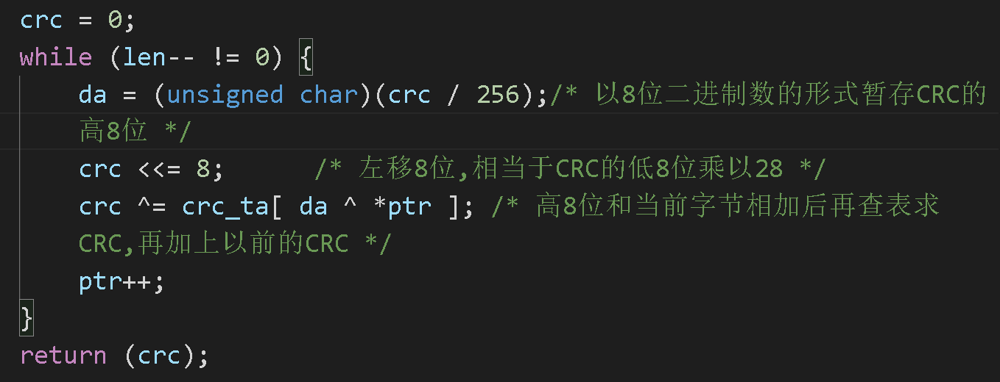 crc = 0;
while (len-- != 0) {
da = (unsigned char)(crc / 256);/* 以8位二进制数的形式暂存CRC的
高8位 */
crc <<= 8; /* 左移8位,相当于CRC的低8位乘以28 */
crc ^= crc_ta[ da ^ *ptr ]; /* 高8位和当前字节相加后再查表求
CRC,再加上以前的CRC */
ptr++;
}
return (crc);